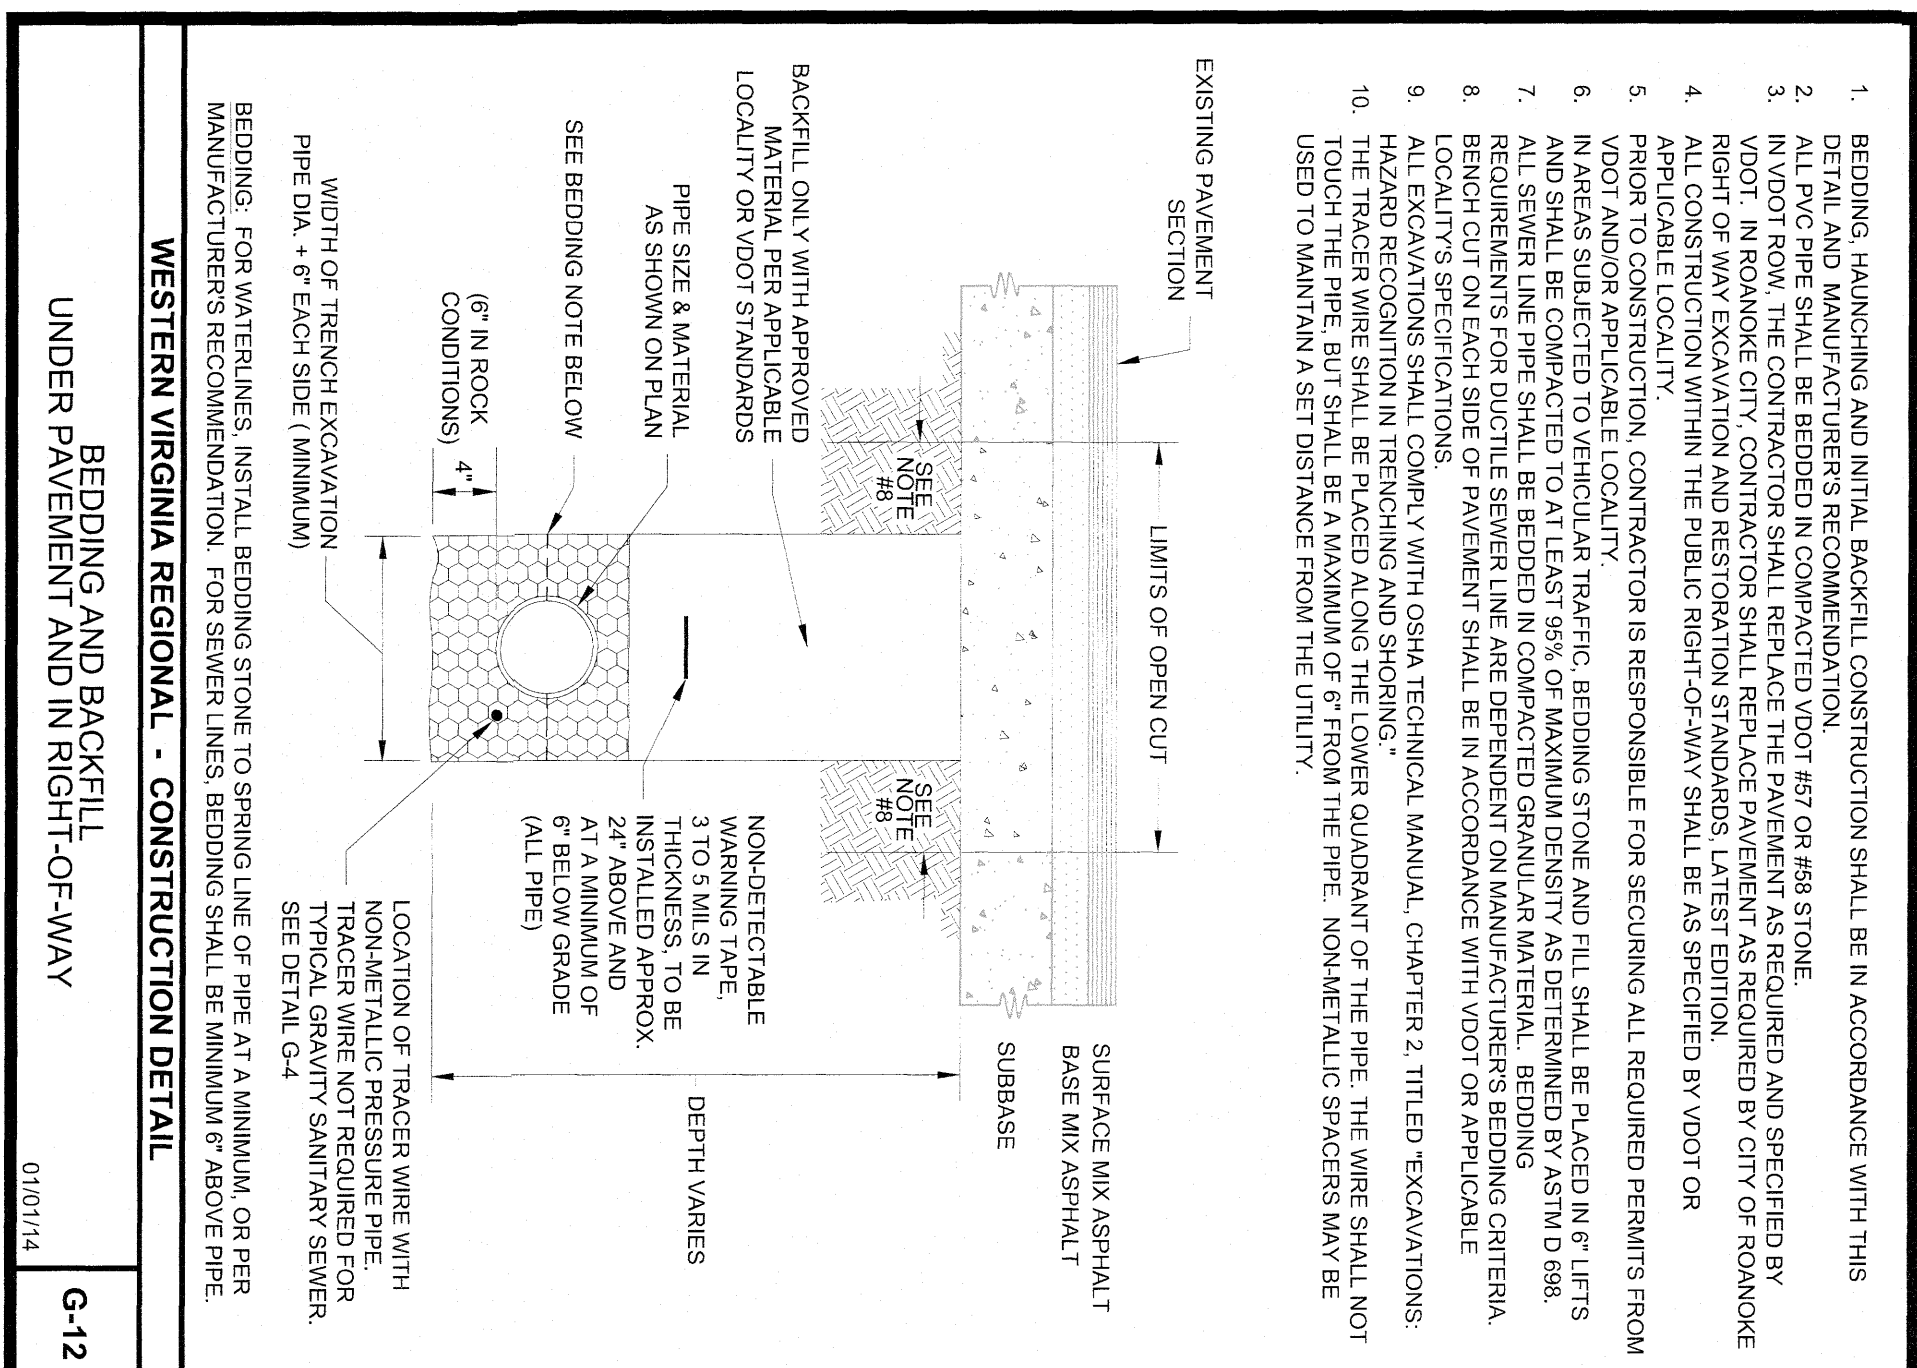 1. BEDDING, HAUNCHING AND INITIAL BACKFILL CONSTRUCTION SHALL BE IN ACCORDANCE WITH THIS
DETAIL AND MANUFACTURER'S RECOMMENDATION.
2. ALL PVC PIPE SHALL BE BEDDED IN COMPACTED VDOT #57 OR #68 STONE.
3. IN VDOT ROW, THE CONTRACTOR SHALL REPLACE THE PAVEMENT AS REQUIRED AND SPECIFIED BY
VDOT. IN ROANOKE CITY, CONTRACTOR SHALL REPLACE PAVEMENT AS REQUIRED BY CITY OF ROANOKE
RIGHT OF WAY EXCAVATION AND RESTORATION STANDARDS, LATEST EDITION.
4. ALL CONSTRUCTION WITHIN THE PUBLIC RIGHT-OF-WAY SHALL BE AS SPECIFIED BY VDOT OR
APPLICABLE LOCALITY.
5. PRIOR TO CONSTRUCTION, CONTRACTOR IS RESPONSIBLE FOR SECURING ALL REQUIRED PERMITS FROM
VDOT AND/OR APPLICABLE LOCALITY.
6. IN AREAS SUBJECTED TO VEHICULAR TRAFFIC, BEDDING STONE AND FILL SHALL BE PLACED IN 6" LIFTS
AND SHALL BE COMPACTED TO AT LEAST 95% OF MAXIMUM DENSITY AS DETERMINED BY ASTM D 698.
7. ALL SEWER LINE PIPE SHALL BE BEDDED IN COMPACTED GRANULAR MATERIAL. BEDDING
REQUIREMENTS FOR DUCTILE SEWER LINE ARE DEPENDENT ON MANUFACTURER'S BEDDING CRITERIA.
8. BENCH CUT ON EACH SIDE OF PAVEMENT SHALL BE IN ACCORDANCE WITH VDOT OR APPLICABLE
LOCALITY'S SPECIFICATIONS.
9. ALL EXCAVATIONS SHALL COMPLY WITH OSHA TECHNICAL MANUAL, CHAPTER 2, TITLED "EXCAVATIONS:
HAZARD RECOGNITION IN TRENCHING AND SHORING."
10. THE TRACER WIRE SHALL BE PLACED ALONG THE LOWER QUADRANT OF THE PIPE. THE WIRE SHALL NOT
TOUCH THE PIPE, BUT SHALL BE A MAXIMUM OF 6" FROM THE PIPE. NON-METALLIC SPACERS MAY BE
USED TO MAINTAIN A SET DISTANCE FROM THE UTILITY.
EXISTING PAVEMENT
SECTION
LIMITS OF OPEN CUT
SURFACE MIX ASPHALT
BASE MIX ASPHALT
SUBBASE
SEE
NOTE
#8
SEE
NOTE
#8
BACKFILL ONLY WITH APPROVED
MATERIAL PER APPLICABLE
LOCALITY OR VDOT STANDARDS
PIPE SIZE & MATERIAL
AS SHOWN ON PLAN
SEE BEDDING NOTE BELOW
4"
(6" IN ROCK
CONDITIONS)
WIDTH OF TRENCH EXCAVATION
PIPE DIA. + 6" EACH SIDE ( MINIMUM)
NON-DETECTABLE
WARNING TAPE,
3 TO 5 MILS IN
THICKNESS, TO BE
INSTALLED APPROX.
24" ABOVE AND
AT A MINIMUM OF
6" BELOW GRADE
(ALL PIPE)
DEPTH VARIES
LOCATION OF TRACER WIRE WITH
NON-METALLIC PRESSURE PIPE.
TRACER WIRE NOT REQUIRED FOR
TYPICAL GRAVITY SANITARY SEWER.
SEE DETAIL G-4
BEDDING: FOR WATERLINES, INSTALL BEDDING STONE TO SPRING LINE OF PIPE AT A MINIMUM, OR PER
MANUFACTURER'S RECOMMENDATION. FOR SEWER LINES, BEDDING SHALL BE MINIMUM 6" ABOVE PIPE.
WESTERN VIRGINIA REGIONAL - CONSTRUCTION DETAIL
BEDDING AND BACKFILL
UNDER PAVEMENT AND IN RIGHT-OF-WAY
01/01/14
G-12